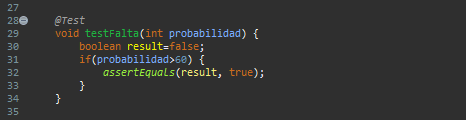 27
28 @Test
29 void testFalta(int probabilidad) {
30 boolean result=false;
31 if(probabilidad>60) {
32 assertEquals(result, true);
33 }
34 }
35